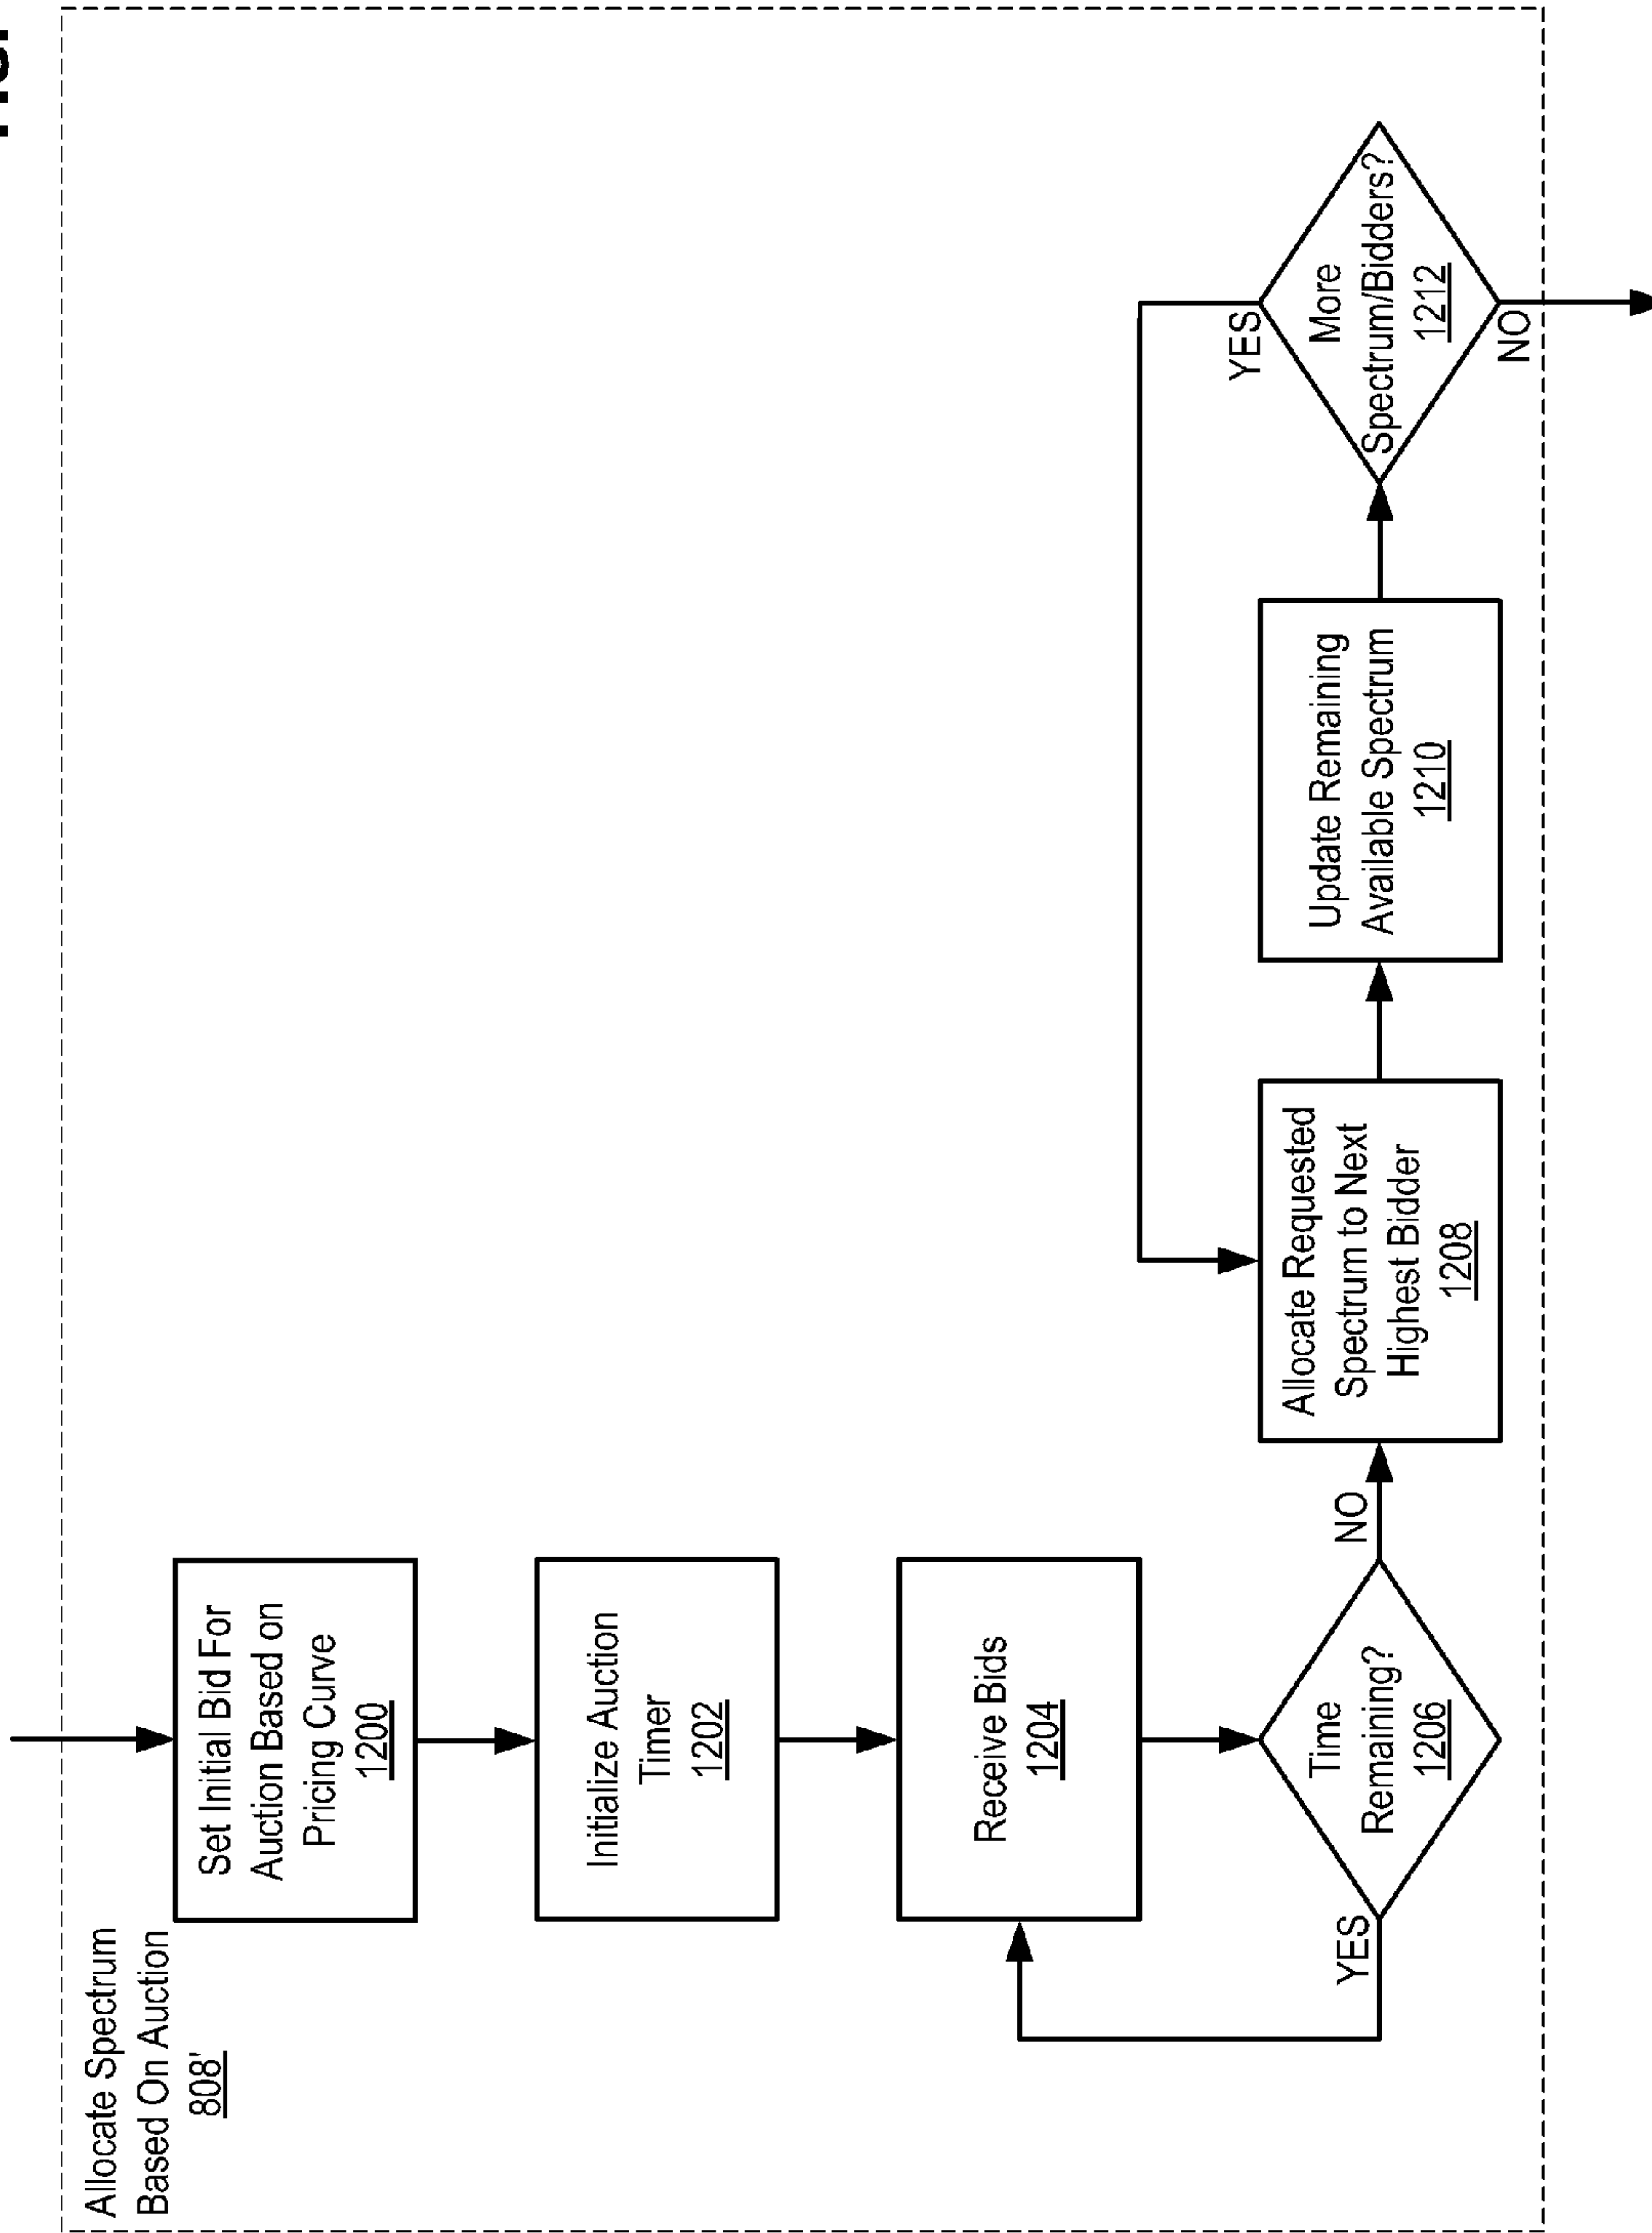 Allocate Spectrum
Based On Auction
808'
Set Initial Bid For
Auction Based on
Pricing Curve
1200
Initialize Auction
Timer
1202
Receive Bids
1204
Time
Remaining?
1206
YES
NO
Allocate Requested
Spectrum to Next
Highest Bidder
1208
Update Remaining
Available Spectrum
1210
More
Spectrum/Bidders?
1212
YES
NO